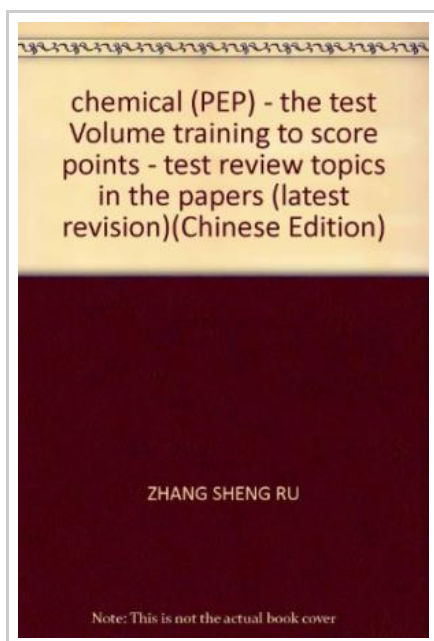 chemical (PEP) - the test
Volume training to score
points - test review topics
in the papers (latest
revision)(Chinese Edition)
ZHANG SHENG RU
Note: This is not the actual book cover